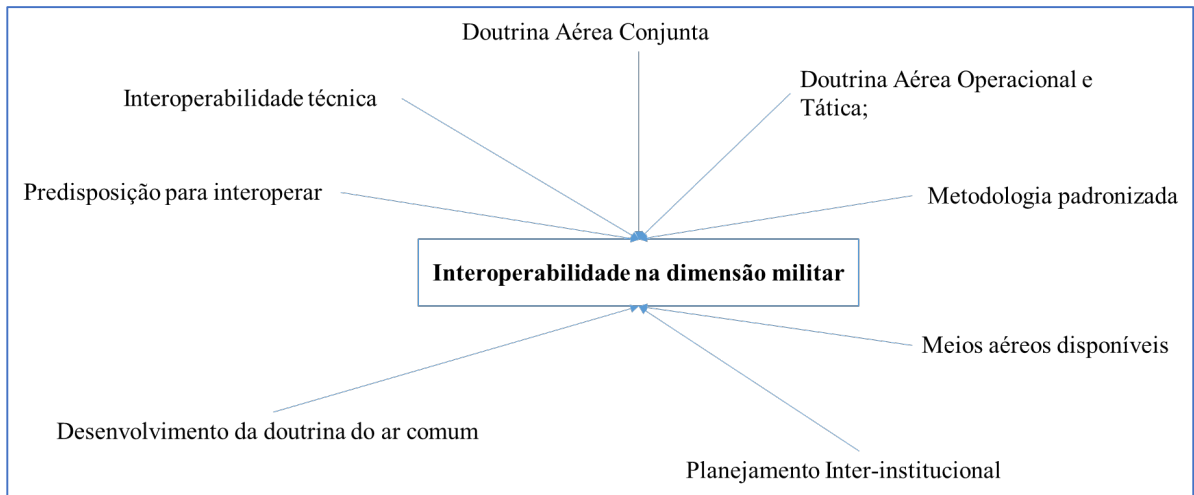 Doutrina Aérea Conjunta
Doutrina Aérea Operacional e
Tática;
Interoperabilidade técnica
Predisposição para interoperar
Metodologia padronizada
Interoperabilidade na dimensão militar
Meios aéreos disponíveis
Desenvolvimento da doutrina do ar comum
Planejamento Inter-institucional